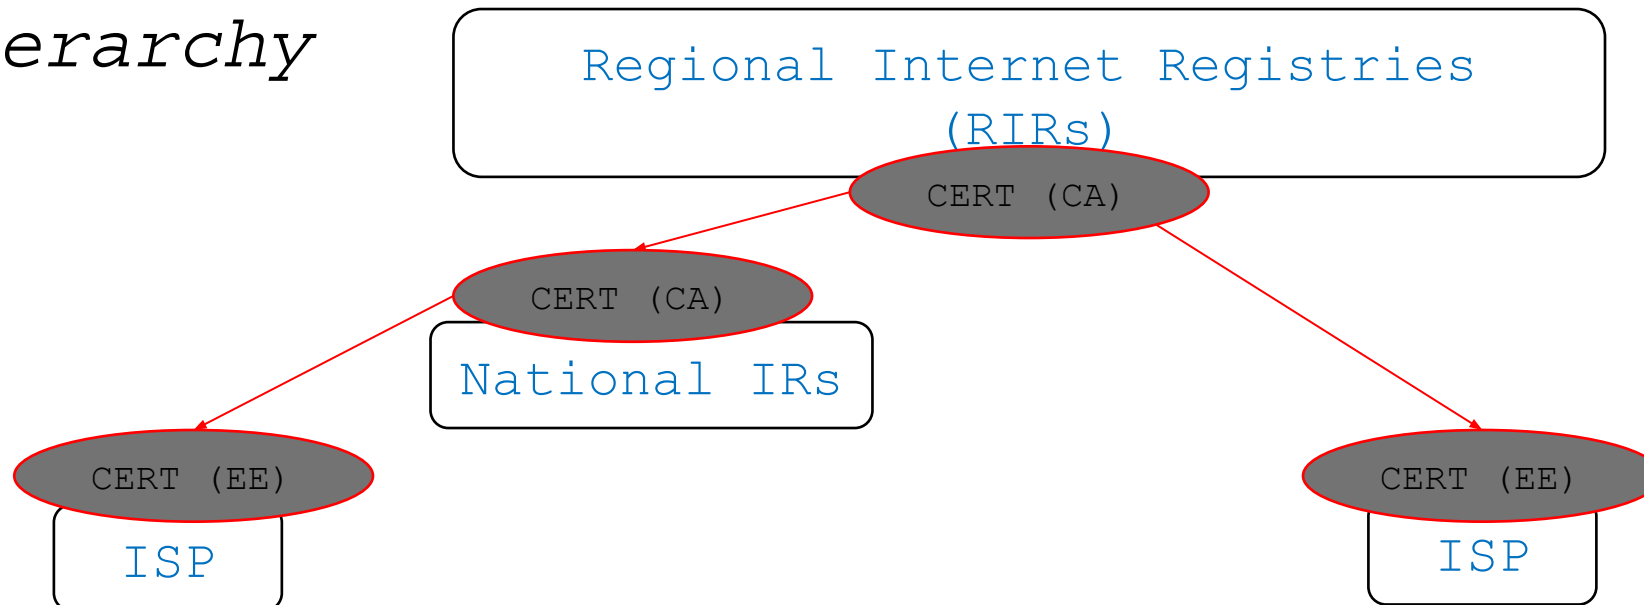 erarchy
Regional Internet Registries
(RIRs)
CERT (CA)
CERT (CA)
National IRs
CERT (EE)
ISP
CERT (EE)
ISP